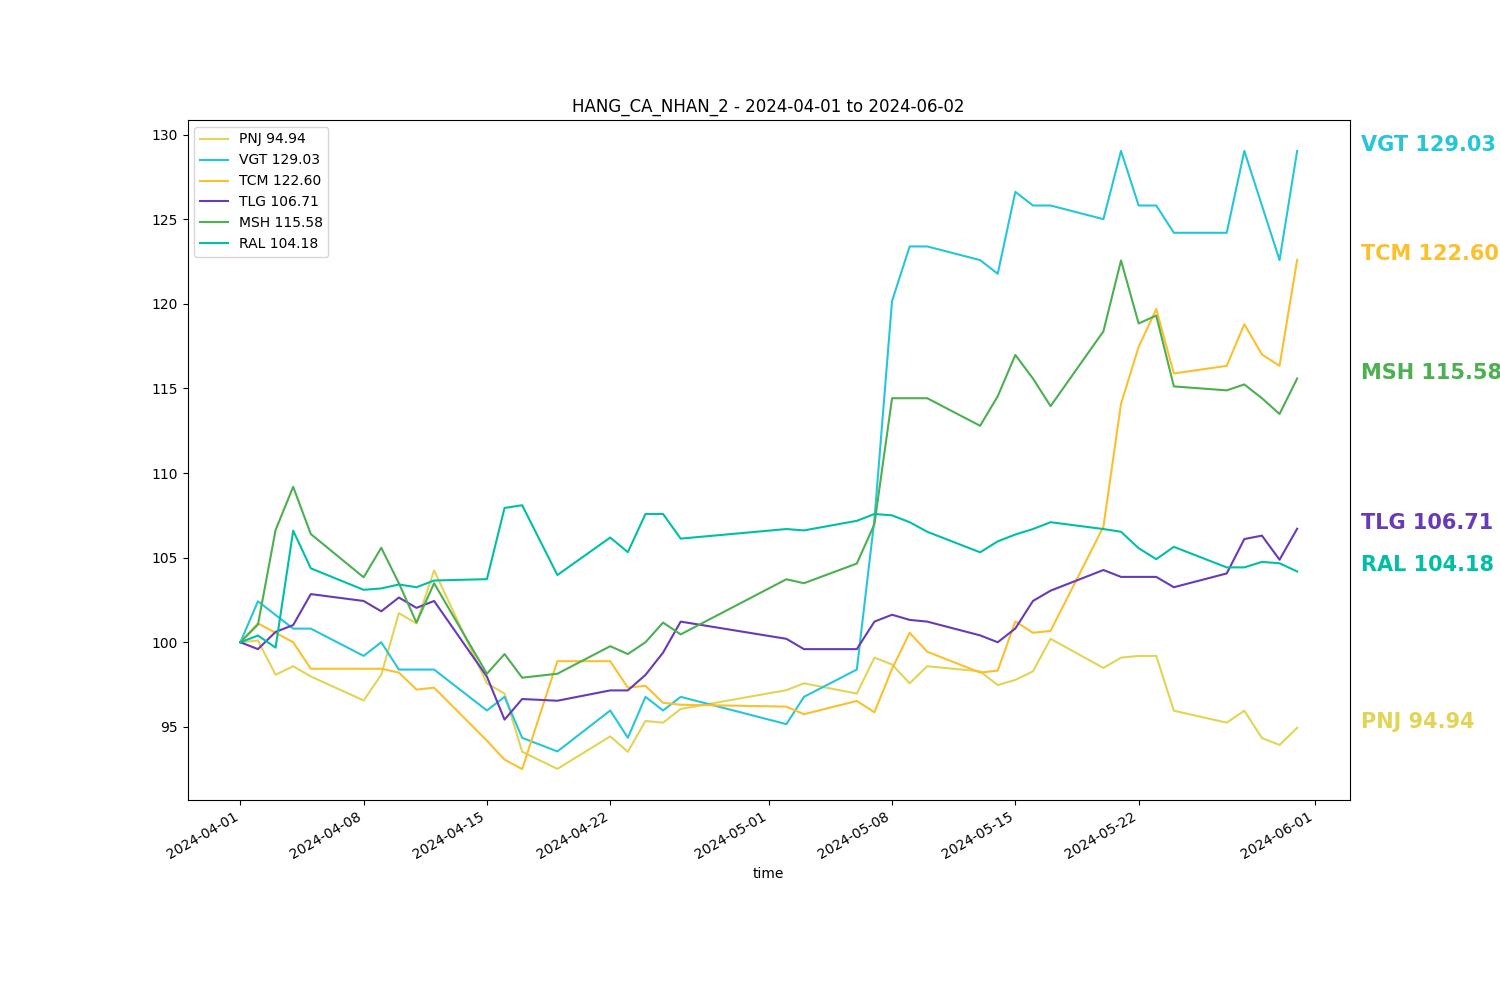 HANG_CA_NHAN_2 - 2024-04-01 to 2024-06-02
PNJ 94.94
VGT 129.03
TCM 122.60
TLG 106.71
MSH 115.58
RAL 104.18
130
125
120
115
110
105
100
95
VGT 129.03
TCM 122.60
MSH 115.58
TLG 106.71
RAL 104.18
PNJ 94.94
2024-04-01
2024-04-08
2024-04-15
2024-04-22
2024-05-01
2024-05-08
2024-05-15
2024-05-22
2024-06-01
time